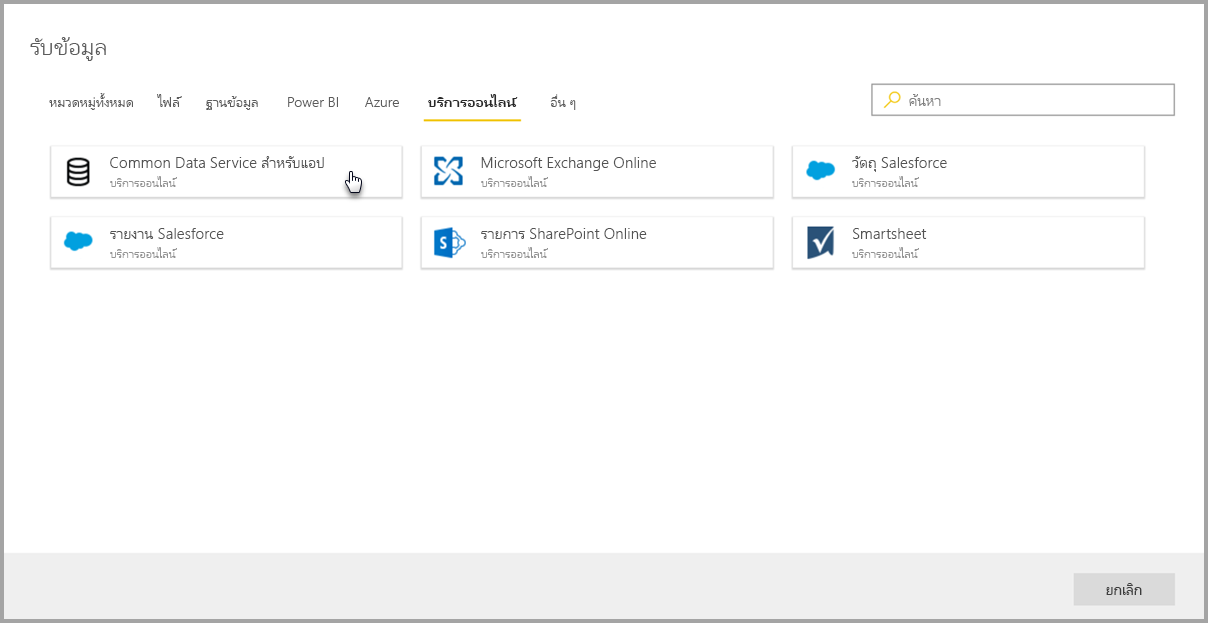 รับข้อมูล
หมวดหมู่ทั้งหมด ไฟล์ ฐานข้อมูล Power BI Azure บริการออนไลน์ อื่น ๆ ค้นหา
Common Data Service สำหรับแอป Microsoft Exchange Online วัตถุ Salesforce
บริการออนไลน์ บริการออนไลน์ บริการออนไลน์
รายงาน Salesforce รายการ SharePoint Online Smartsheet
บริการออนไลน์ บริการออนไลน์ บริการออนไลน์
ยกเลิก